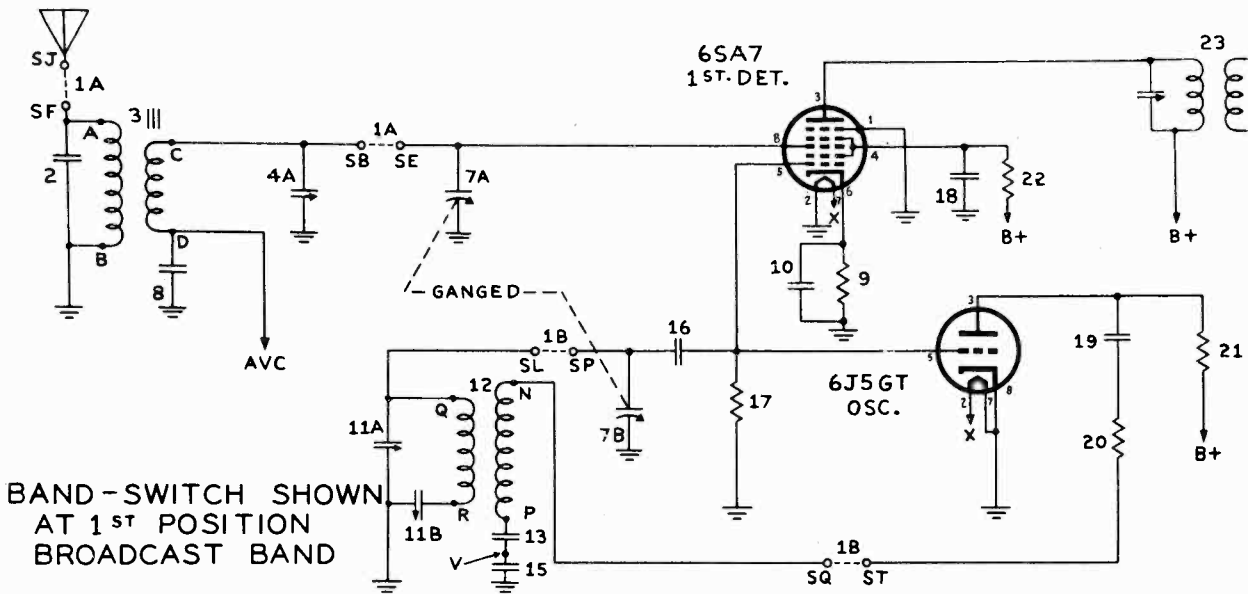 SJ
1A
SF
A
3
2
B
C
D
8
AVC
4A
1A
SB SE
7A
GANGED
6SA7
1ST. DET.
3
1
8
4
5
2
7
6
X
10
9
18
22
B+
23
B+
1B
SL SP
16
12
N
Q
11A
R
11B
P
13
V
15
7B
17
6J5GT
OSC.
3
5
2
7
8
X
19
20
21
B+
1B
SQ ST
BAND-SWITCH SHOWN
AT 1ST POSITION
BROADCAST BAND